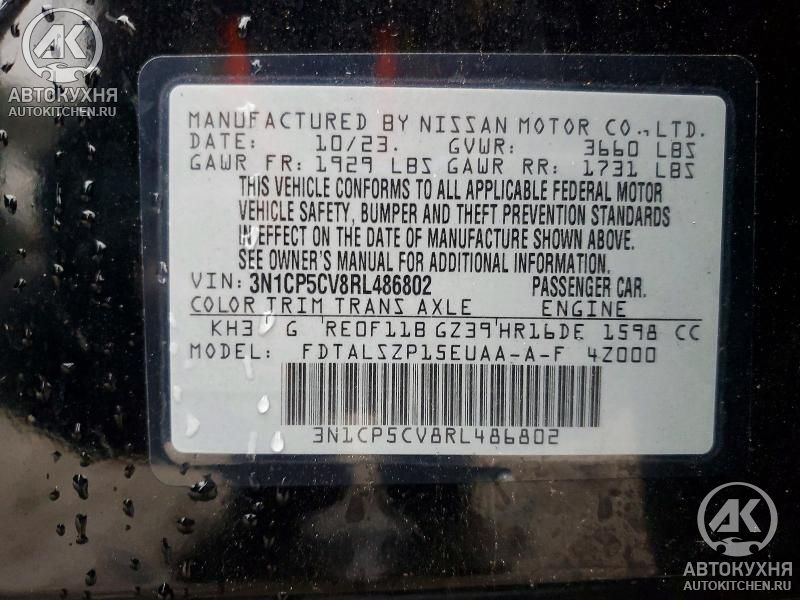 AK
АВТОКУХНЯ
AUTOKITCHEN.RU
MANUFACTURED BY NISSAN MOTOR CO.,LTD.
DATE: 10/23. GVWR: 3660 LBS
GAWR FR: 1929 LBS GAWR RR: 1731 LBS
THIS VEHICLE CONFORMS TO ALL APPLICABLE FEDERAL MOTOR
VEHICLE SAFETY, BUMPER AND THEFT PREVENTION STANDARDS
IN EFFECT ON THE DATE OF MANUFACTURE SHOWN ABOVE.
SEE OWNER'S MANUAL FOR ADDITIONAL INFORMATION.
VIN: 3N1CP5CV8RL486802 PASSENGER CAR.
COLOR TRIM TRANS AXLE ENGINE
KH3 G RE0F11B GZ39 HR16DE 1598 CC
MODEL: FDTALSZP15EUAA-A-F 4Z000
3N1CP5CV8RL486802
AK
АВТОКУХНЯ
AUTOKITCHEN.RU